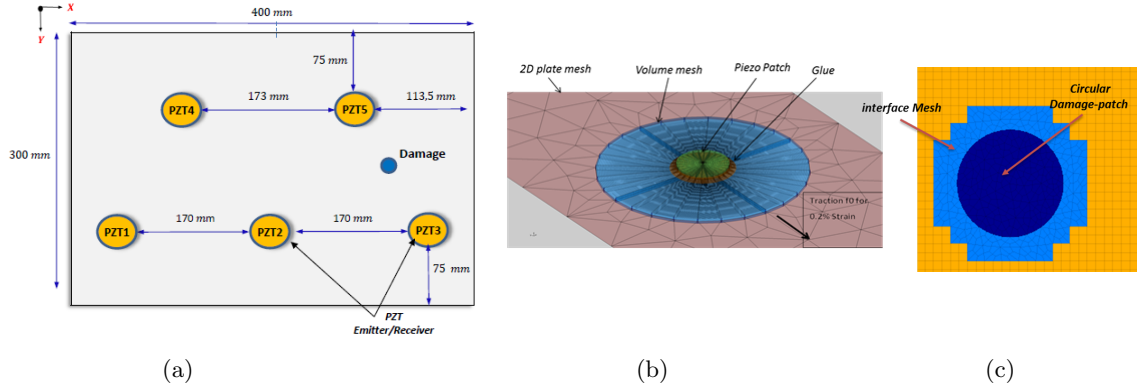 X
Y
400 mm
75 mm
PZT4
173 mm
PZT5
113,5 mm
300 mm
Damage
170 mm
170 mm
PZT1
PZT2
PZT3
75 mm
PZT
Emitter/Receiver
(a)
2D plate mesh
Volume mesh
Piezo Patch
Glue
Traction f0 for
0.2% Strain
(b)
Circular
Damage-patch
interface Mesh
(c)